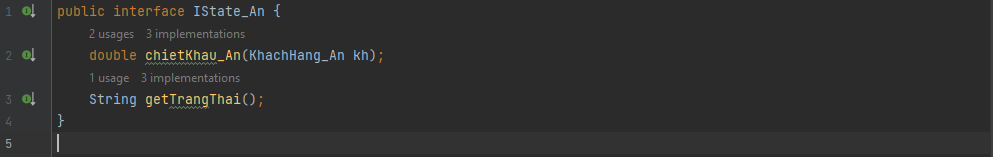 1 public interface IState_An {
2 usages 3 implementations
2 double chietKhau_An(KhachHang_An kh);
1 usage 3 implementations
3 String getTrangThai();
4 }
5